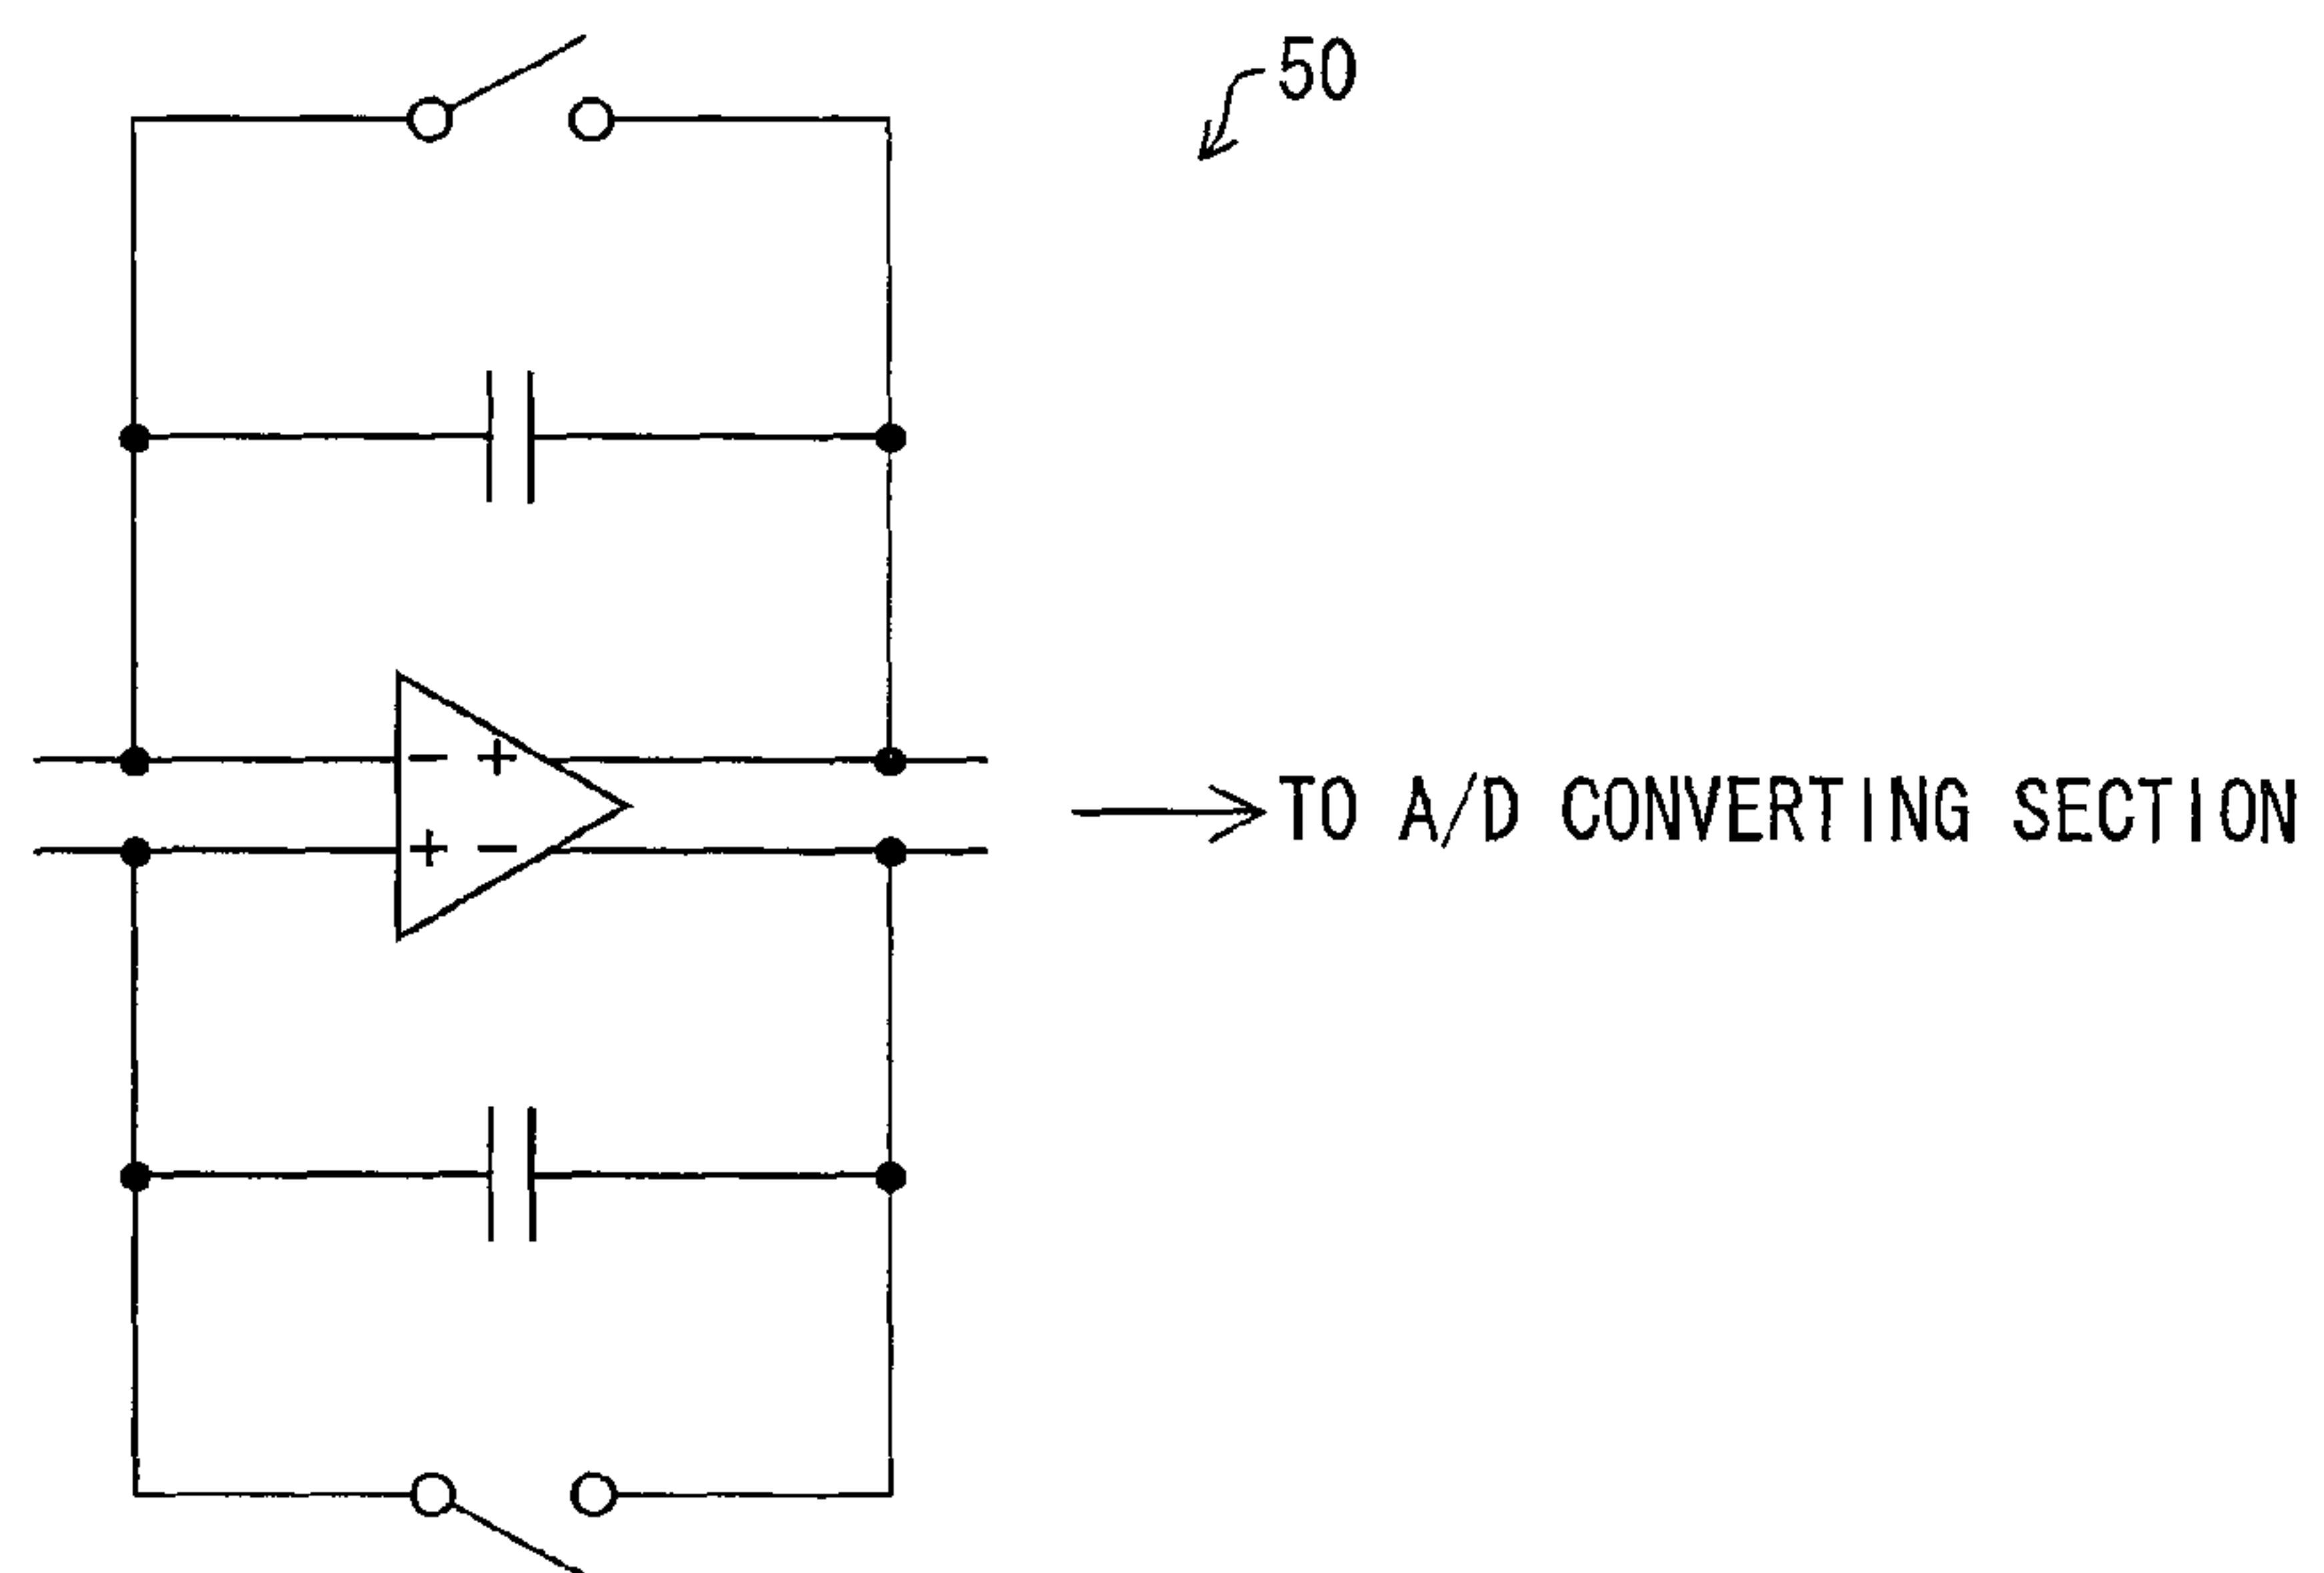 50
− +
+ −
TO A/D CONVERTING SECTION